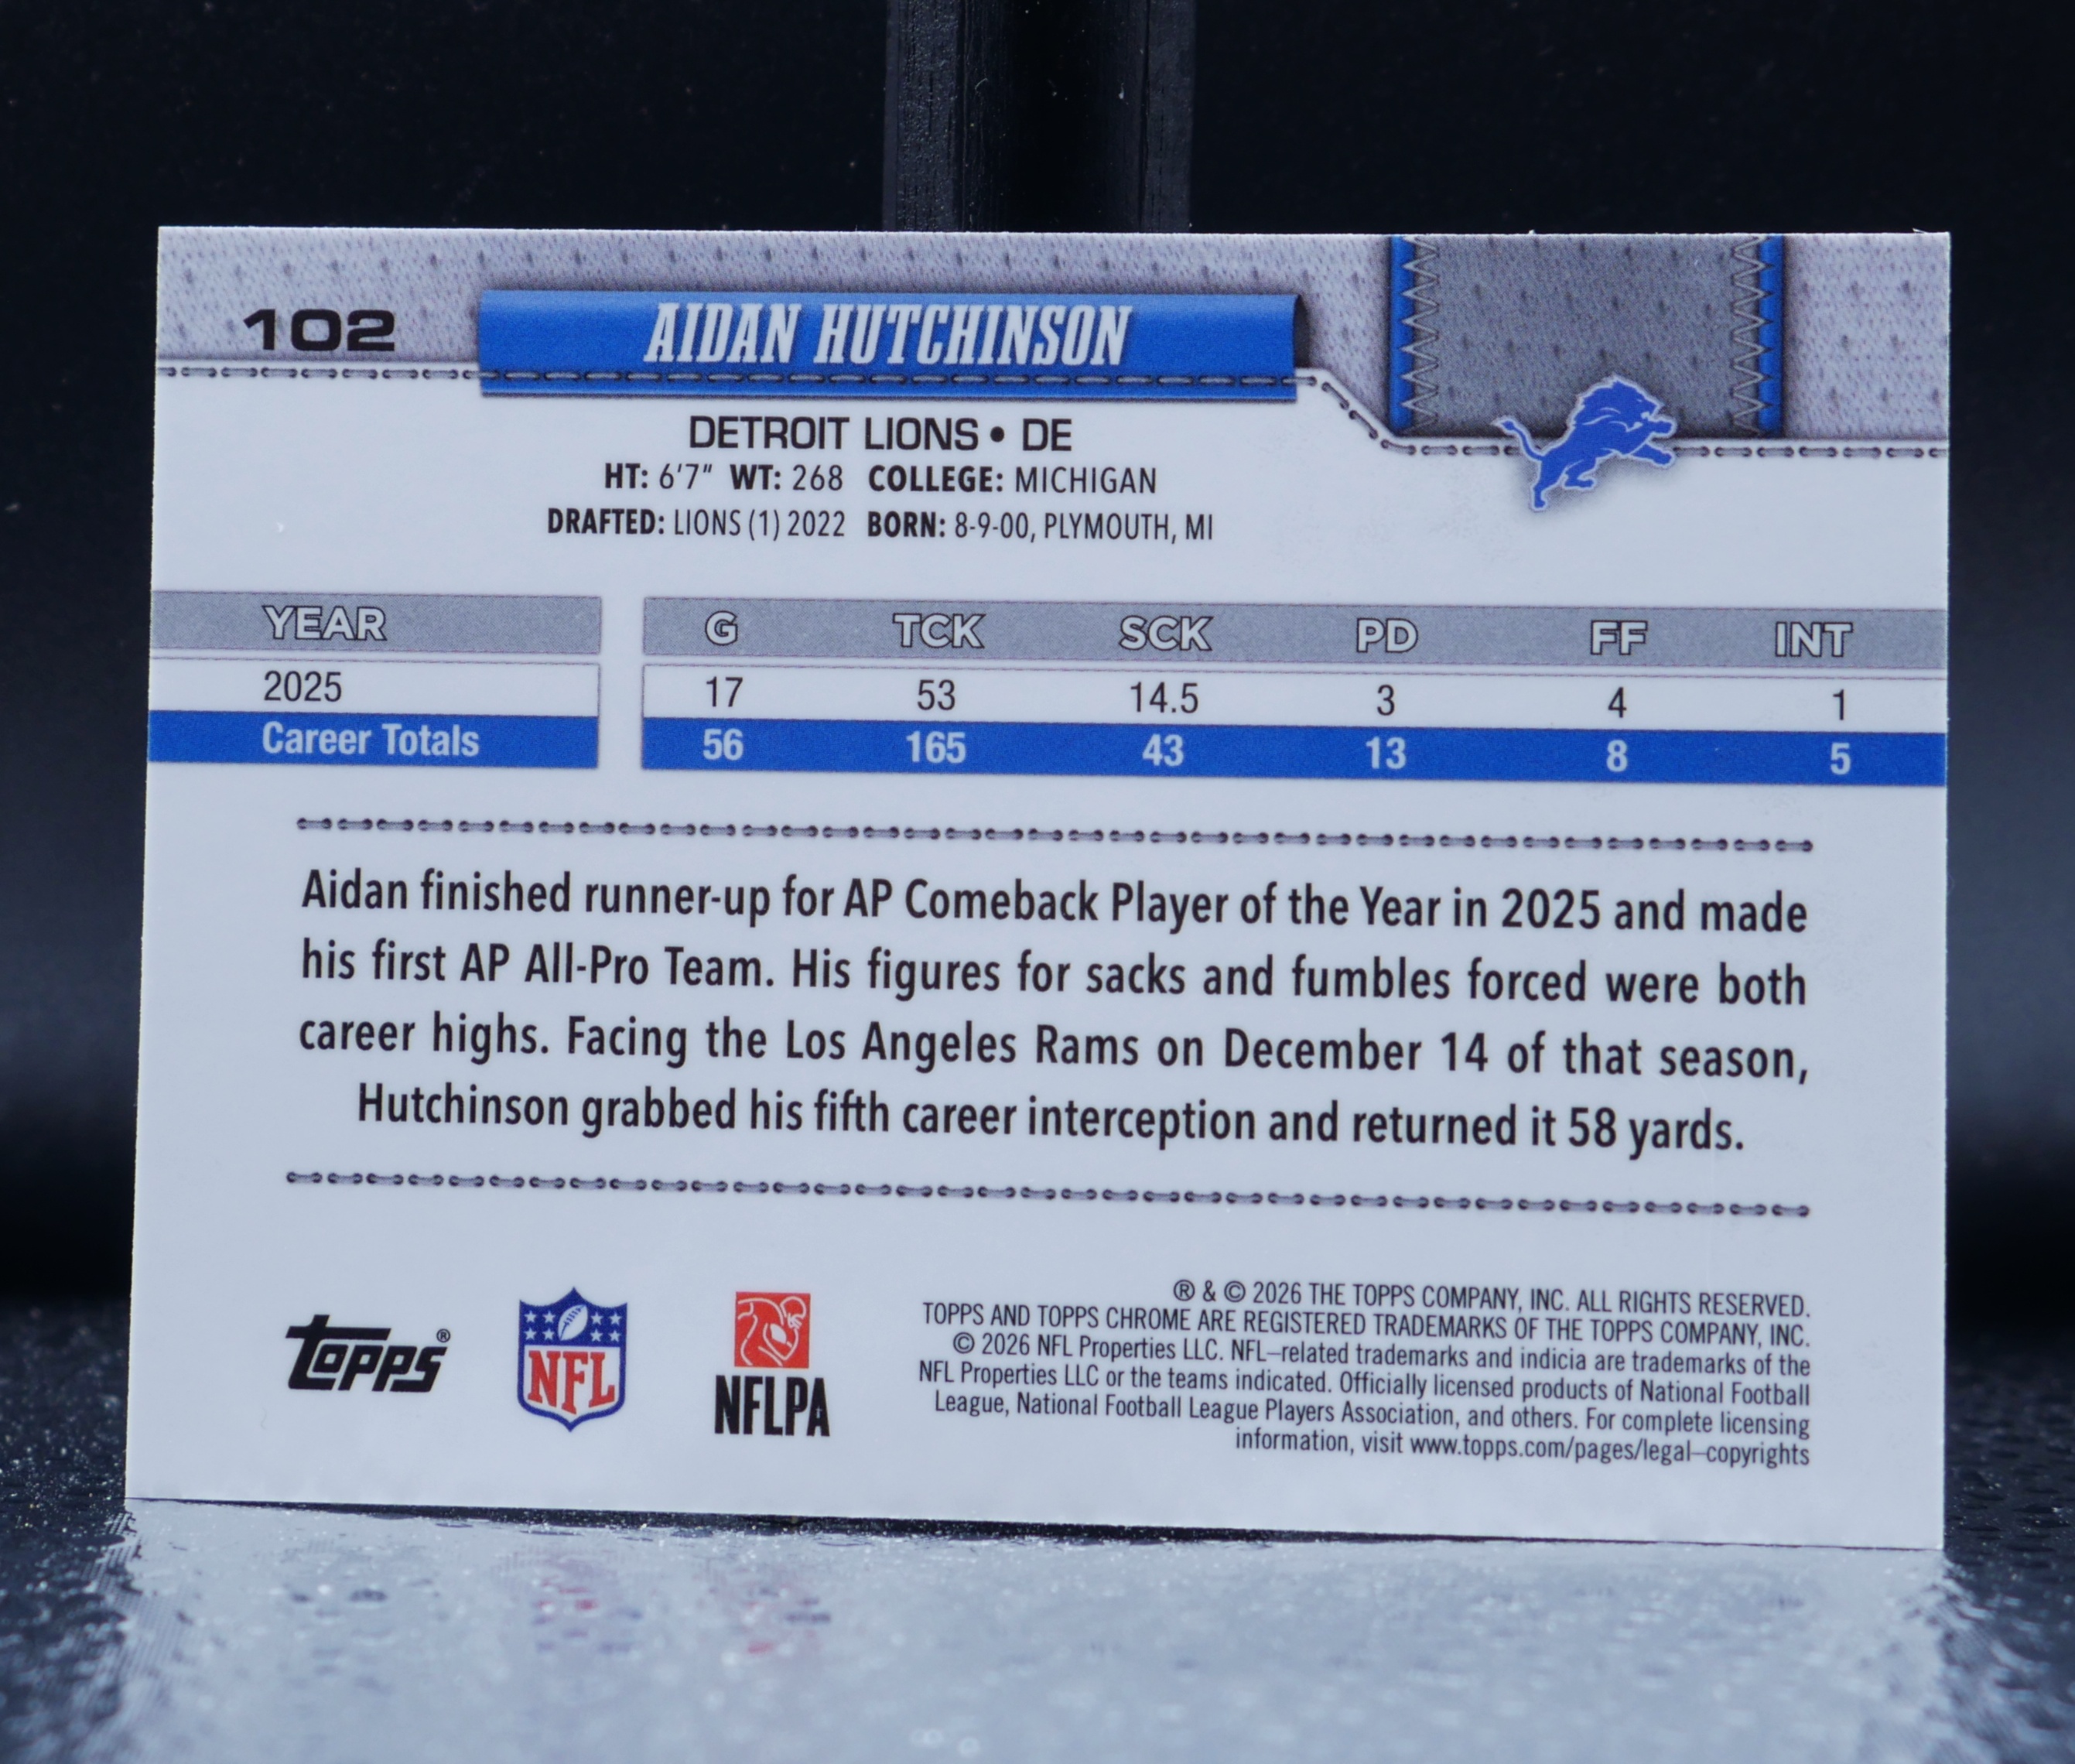 102
AIDAN HUTCHINSON
DETROIT LIONS • DE
HT: 6'7" WT: 268 COLLEGE: MICHIGAN
DRAFTED: LIONS (1) 2022 BORN: 8-9-00, PLYMOUTH, MI
YEAR G TCK SCK PD FF INT
2025 17 53 14.5 3 4 1
Career Totals 56 165 43 13 8 5
Aidan finished runner-up for AP Comeback Player of the Year in 2025 and made
his first AP All-Pro Team. His figures for sacks and fumbles forced were both
career highs. Facing the Los Angeles Rams on December 14 of that season,
Hutchinson grabbed his fifth career interception and returned it 58 yards.
topps®
NFL
NFLPA
® & © 2026 THE TOPPS COMPANY, INC. ALL RIGHTS RESERVED.
TOPPS AND TOPPS CHROME ARE REGISTERED TRADEMARKS OF THE TOPPS COMPANY, INC.
© 2026 NFL Properties LLC. NFL-related trademarks and indicia are trademarks of the
NFL Properties LLC or the teams indicated. Officially licensed products of National Football
League, National Football League Players Association, and others. For complete licensing
information, visit www.topps.com/pages/legal-copyrights